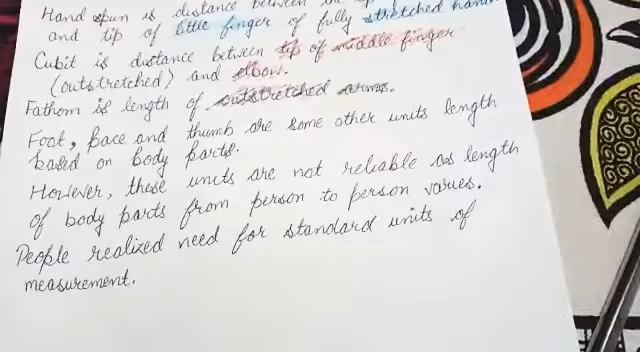 Hand span is distance between the
and tip of little finger of fully stretched hand
Cubit is distance between tip of middle finger
(outstretched) and elbow.
Fathom is length of outstretched arms.
Foot, pace and thumb are some other units length
based on body parts.
However, these units are not reliable as length
of body parts from person to person varies.
People realized need for standard units of
measurement.